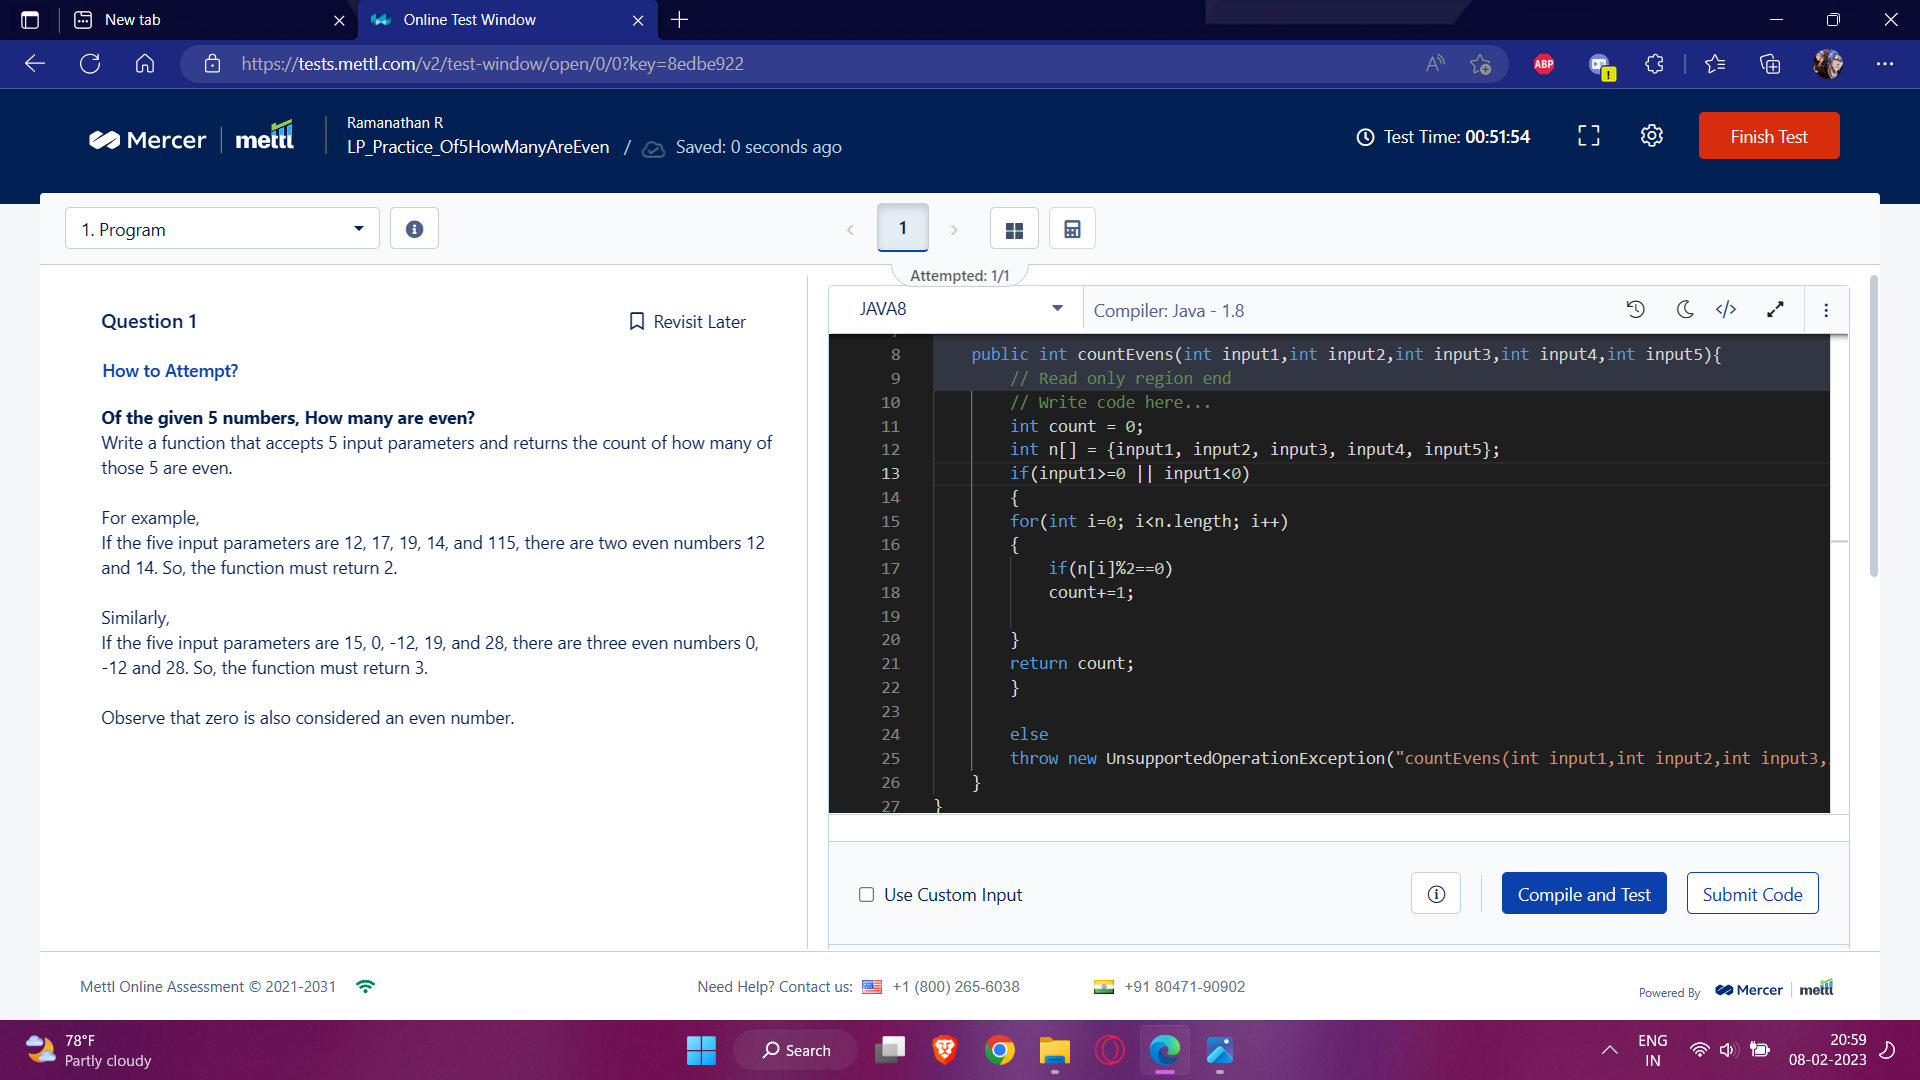 New tab
Online Test Window
https://tests.mettl.com/v2/test-window/open/0/0?key=8edbe922
ABP
Mercer | mettl
Ramanathan R
LP_Practice_Of5HowManyAreEven / Saved: 0 seconds ago
Test Time: 00:51:54
Finish Test
1. Program
1
Attempted: 1/1
Question 1
Revisit Later
How to Attempt?
Of the given 5 numbers, How many are even?
Write a function that accepts 5 input parameters and returns the count of how many of
those 5 are even.
For example,
If the five input parameters are 12, 17, 19, 14, and 115, there are two even numbers 12
and 14. So, the function must return 2.
Similarly,
If the five input parameters are 15, 0, -12, 19, and 28, there are three even numbers 0,
-12 and 28. So, the function must return 3.
Observe that zero is also considered an even number.
JAVA8
Compiler: Java - 1.8
8 public int countEvens(int input1,int input2,int input3,int input4,int input5){
9 // Read only region end
10 // Write code here...
11 int count = 0;
12 int n[] = {input1, input2, input3, input4, input5};
13 if(input1>=0 || input1<0)
14 {
15 for(int i=0; i<n.length; i++)
16 {
17 if(n[i]%2==0)
18 count+=1;
19
20 }
21 return count;
22 }
23
24 else
25 throw new UnsupportedOperationException("countEvens(int input1,int input2,int input3,
26 }
27 }
Use Custom Input
Compile and Test
Submit Code
Mettl Online Assessment © 2021-2031
Need Help? Contact us: +1 (800) 265-6038
+91 80471-90902
Powered By Mercer | mettl
78°F
Partly cloudy
Search
ENG
IN
20:59
08-02-2023